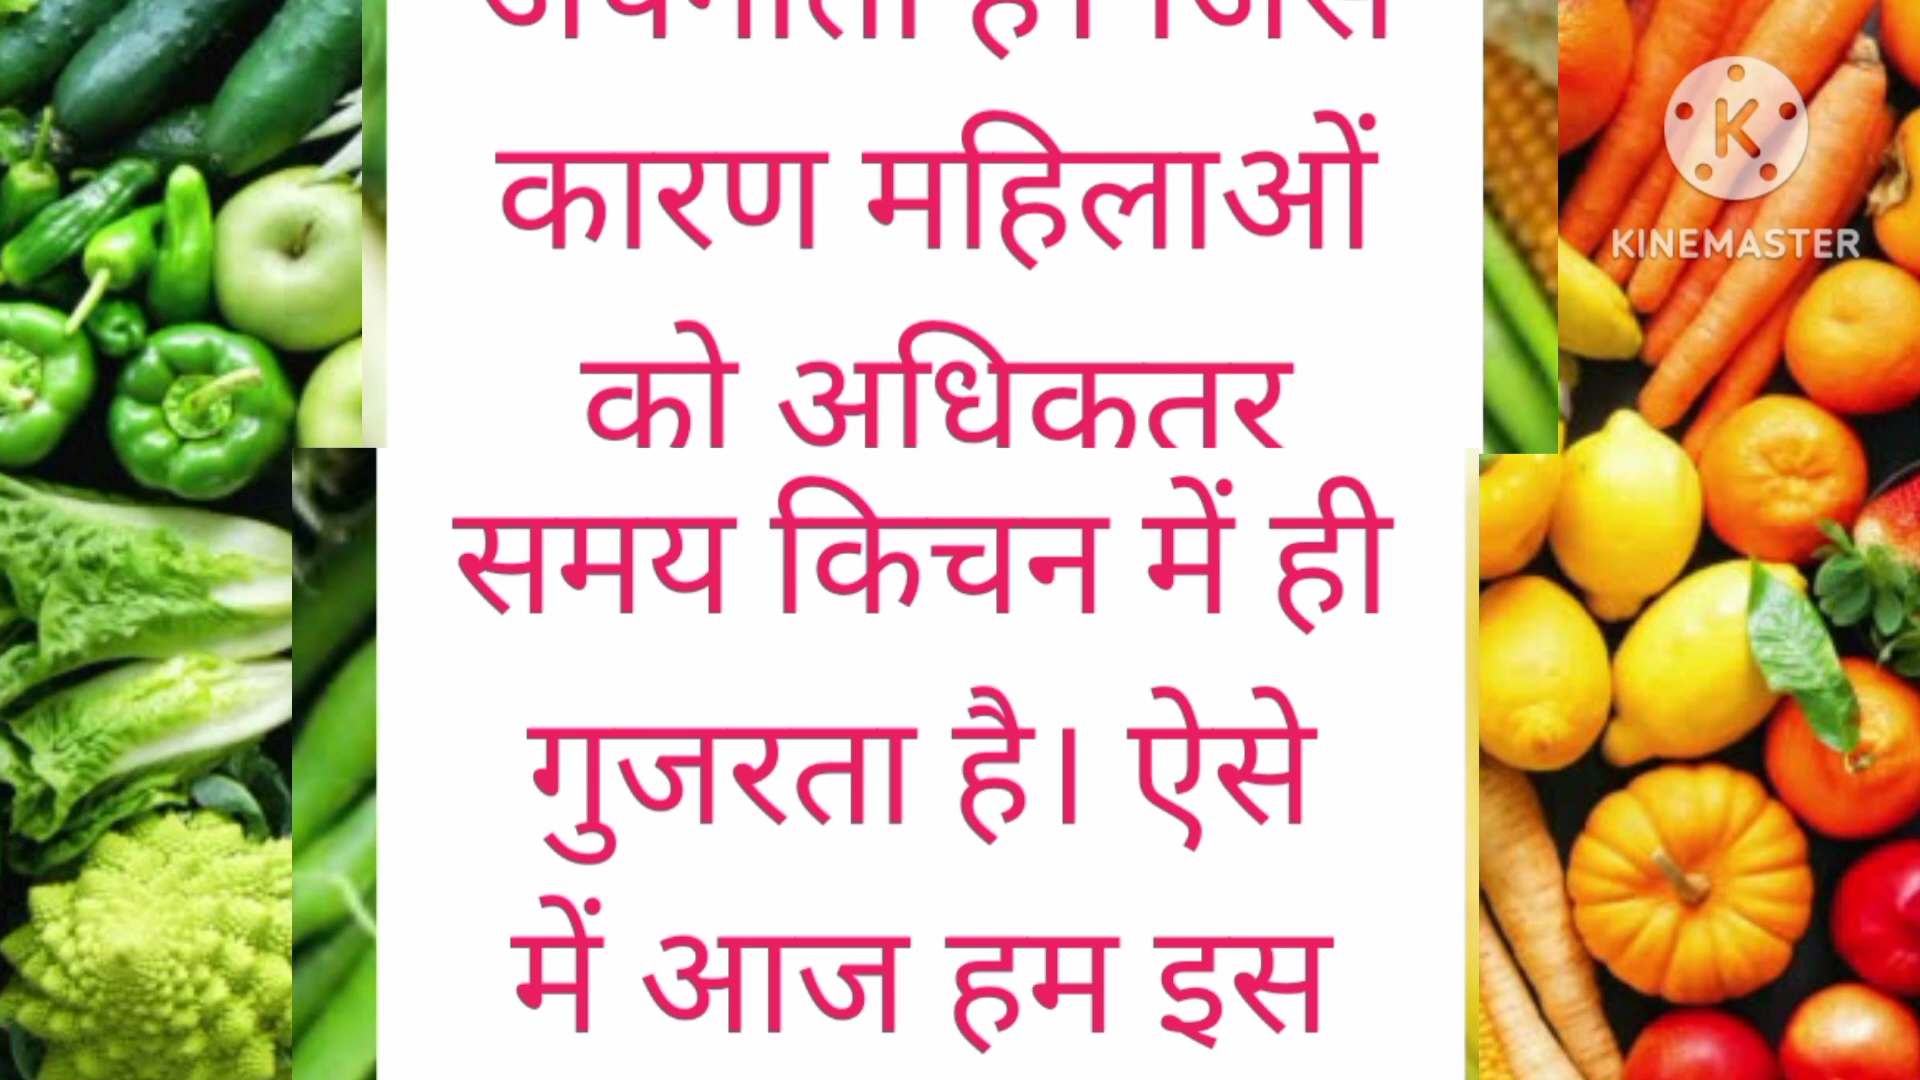 है। जिस
कारण महिलाओं
को अधिकतर
समय किचन में ही
गुजरता है। ऐसे
में आज हम इस
KINEMASTER